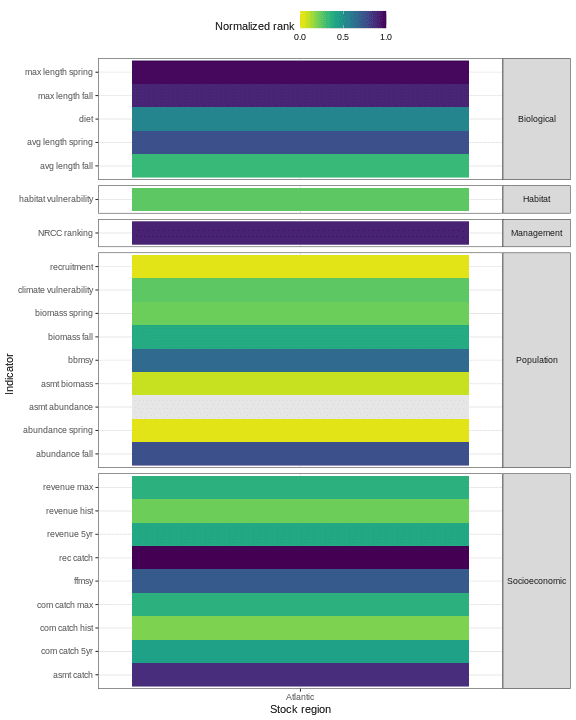 Normalized rank
0.0 0.5 1.0
max length spring
max length fall
diet
avg length spring
avg length fall
Biological
habitat vulnerability
Habitat
NRCC ranking
Management
recruitment
climate vulnerability
biomass spring
biomass fall
bbmsy
asmt biomass
asmt abundance
abundance spring
abundance fall
Population
revenue max
revenue hist
revenue 5yr
rec catch
ffmsy
com catch max
com catch hist
com catch 5yr
asmt catch
Socioeconomic
Indicator
Atlantic
Stock region